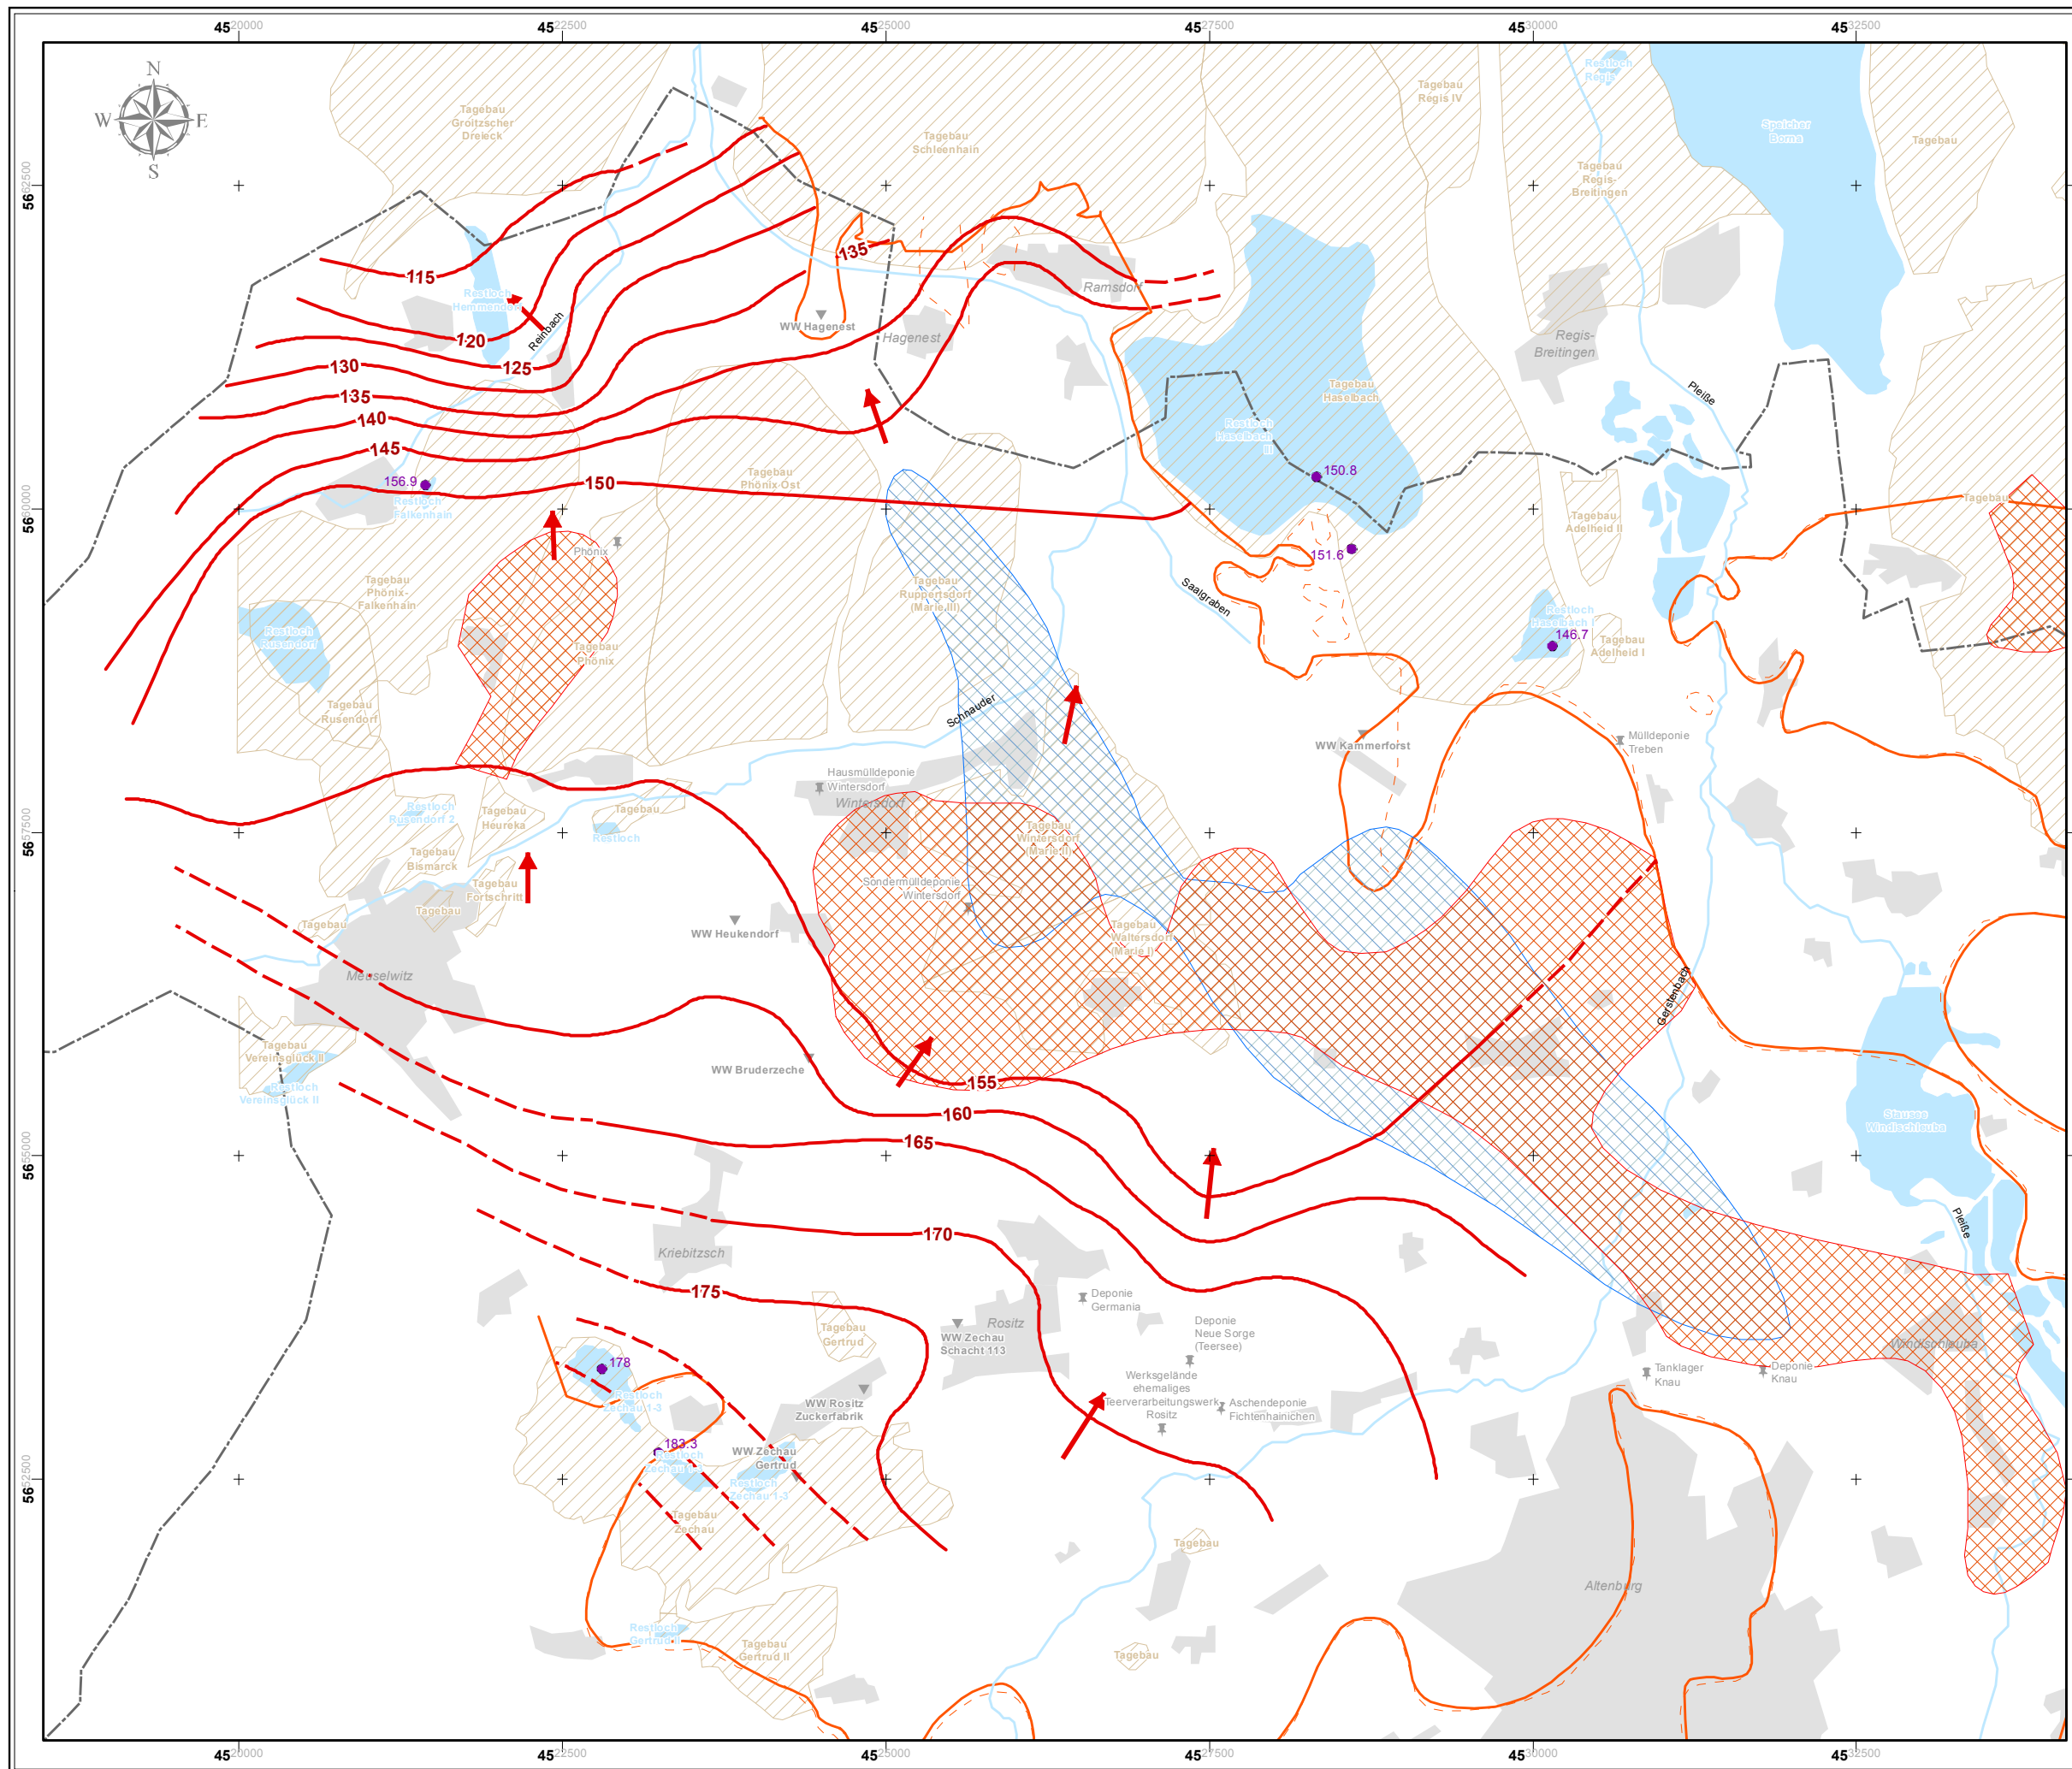 4520000
4522500
4525000
4527500
4530000
4532500
N
W
E
S
Tagebau
Groitzscher
Dreieck
Tagebau
Schleenhain
Tagebau
Regis IV
Restloch
Regis
Speicher
Borna
Tagebau
Tagebau
Regis-
Breitingen
5662500
115
Restloch
Hemmendorf
Reinbach
120
125
130
135
140
145
135
WW Hagenest
Hagenest
Ramsdorf
Regis-
Breitingen
Tagebau
Haselbach
Restloch
Haselbach
III
Pleiße
150.8
156.9
Restloch
Falkenhain
150
Tagebau
Phönix-Ost
5660000
Tagebau
Tagebau
Adelheid II
151.6
Phönix
Saalgraben
Tagebau
Phönix-
Falkenhain
Tagebau
Ruppertsdorf
(Marie III)
Restloch
Rusendorf
Tagebau
Phönix
Restloch
Haselbach I
146.7
Tagebau
Adelheid I
Tagebau
Rusendorf
Schnauder
WW Kammerforst
Mülldeponie
Treben
Hausmülldeponie
Wintersdorf
Wintersdorf
Restloch
Rusendorf 2
Tagebau
Heureka
Tagebau
Restloch
Tagebau
Wintersdorf
(Marie II)
5657500
Tagebau
Bismarck
Tagebau
Fortschritt
Tagebau
Tagebau
Sondermülldeponie
Wintersdorf
WW Heukendorf
Tagebau
Waltersdorf
(Marie I)
Meuselwitz
Gerstenbach
Tagebau
Vereinsglück II
Restloch
Vereinsglück II
WW Bruderzeche
155
160
165
Stausee
Windischleuba
5655000
170
Kriebitzsch
Pleiße
175
Deponie
Germania
Rositz
Tagebau
Gertrud
WW Zechau
Schacht 113
Deponie
Neue Sorge
(Teersee)
Windischleuba
178
Restloch
Zechau 1-3
Werksgelände
ehemaliges
Teerverarbeitungswerk
Rositz
Tanklager
Knau
Deponie
Knau
WW Rositz
Zuckerfabrik
Aschendeponie
Fichtenhainichen
183.3
Restloch
WW Zechau
Gertrud
Restloch
Zechau 1-3
5652500
Tagebau
Zechau
Tagebau
Altenburg
Restloch
Gertrud II
Tagebau
Gertrud II
Tagebau
4520000
4522500
4525000
4527500
4530000
4532500